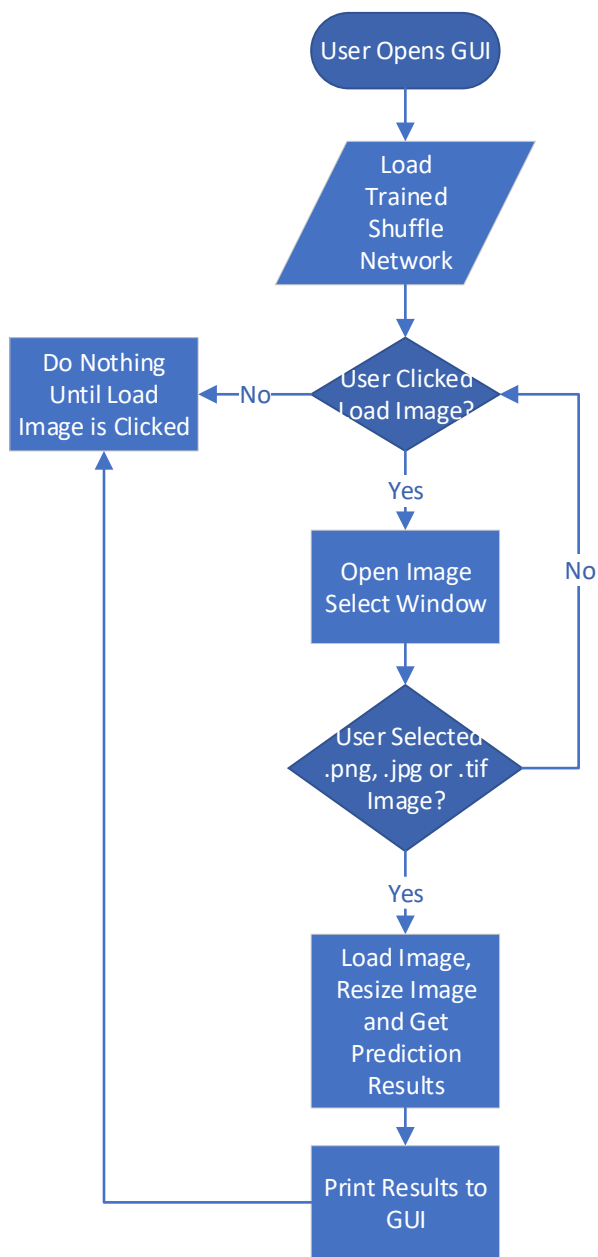 User Opens GUI
Load
Trained
Shuffle
Network
Do Nothing
Until Load
Image is Clicked
No
User Clicked
Load Image?
Yes
Open Image
Select Window
No
User Selected
.png, .jpg or .tif
Image?
Yes
Load Image,
Resize Image
and Get
Prediction
Results
Print Results to
GUI